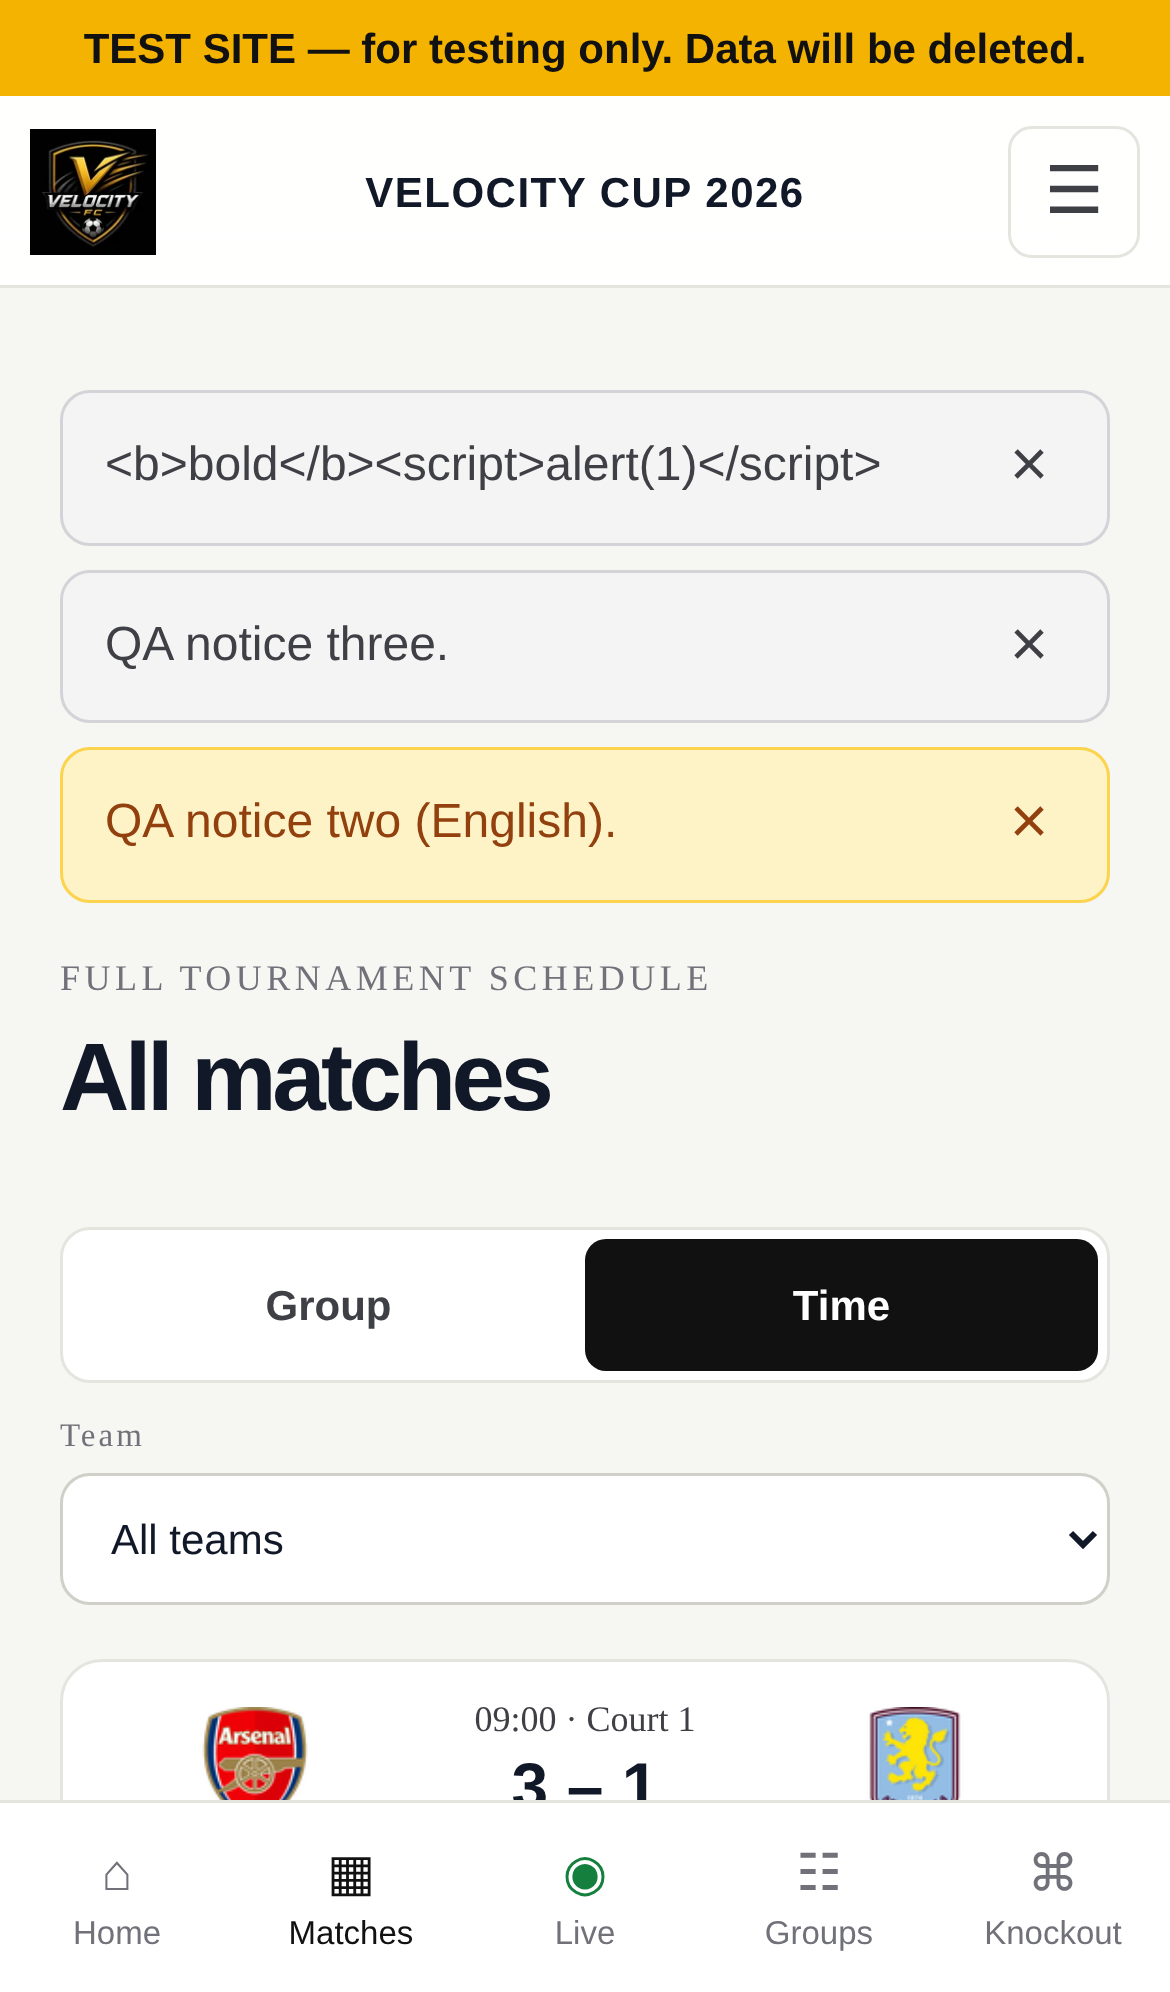 TEST SITE — for testing only. Data will be deleted.
VELOCITY
FC
VELOCITY CUP 2026
<b>bold</b><script>alert(1)</script>
QA notice three.
QA notice two (English).
FULL TOURNAMENT SCHEDULE
All matches
Group Time
Team
All teams
09:00 · Court 1
Arsenal
3 – 1
Home Matches Live Groups Knockout